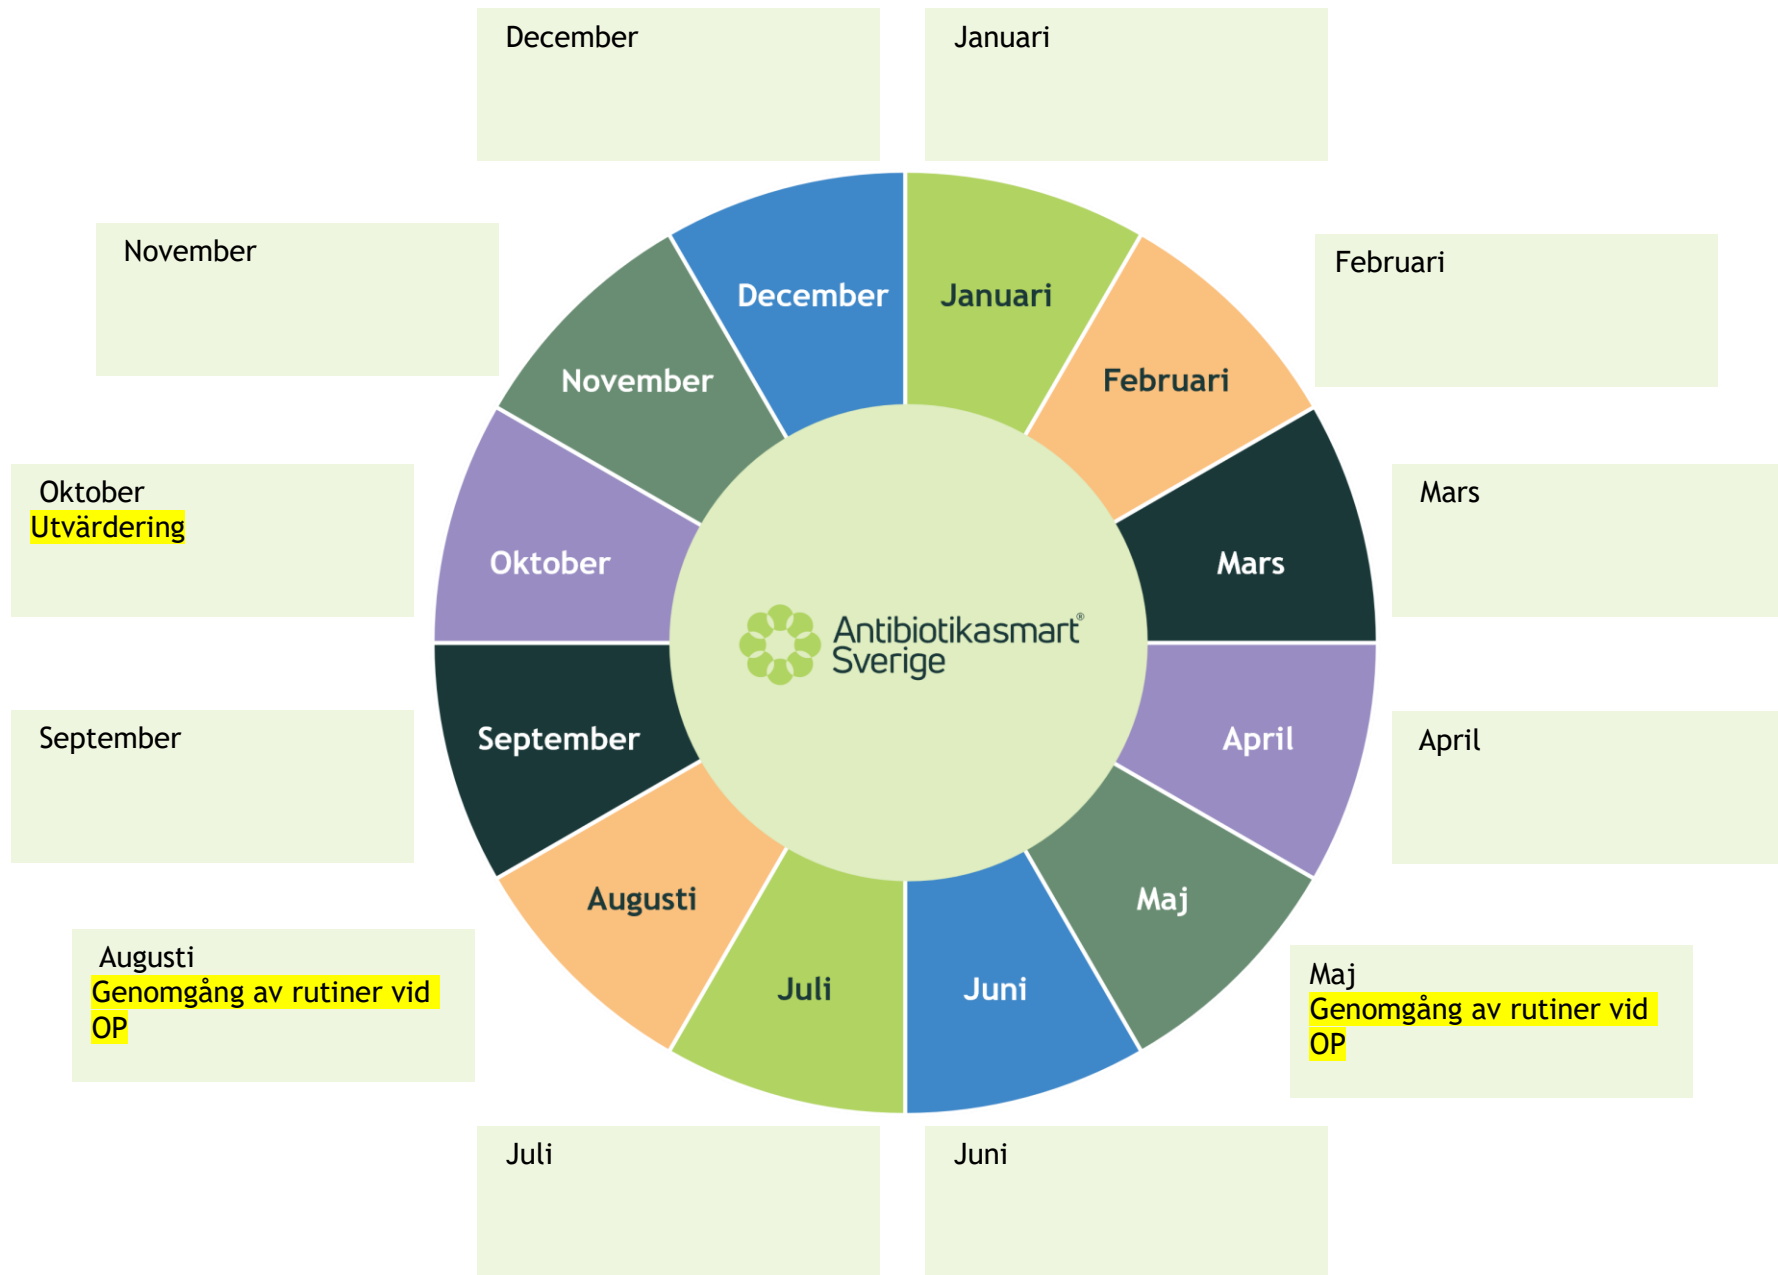 December
Januari
November
Februari
December
Januari
November
Februari
Oktober
Utvärdering
Mars
Oktober
Mars
Antibiotikasmart®
Sverige
September
April
September
April
Augusti
Genomgång av rutiner vid
OP
Augusti
Maj
Maj
Genomgång av rutiner vid
OP
Juli
Juni
Juli
Juni